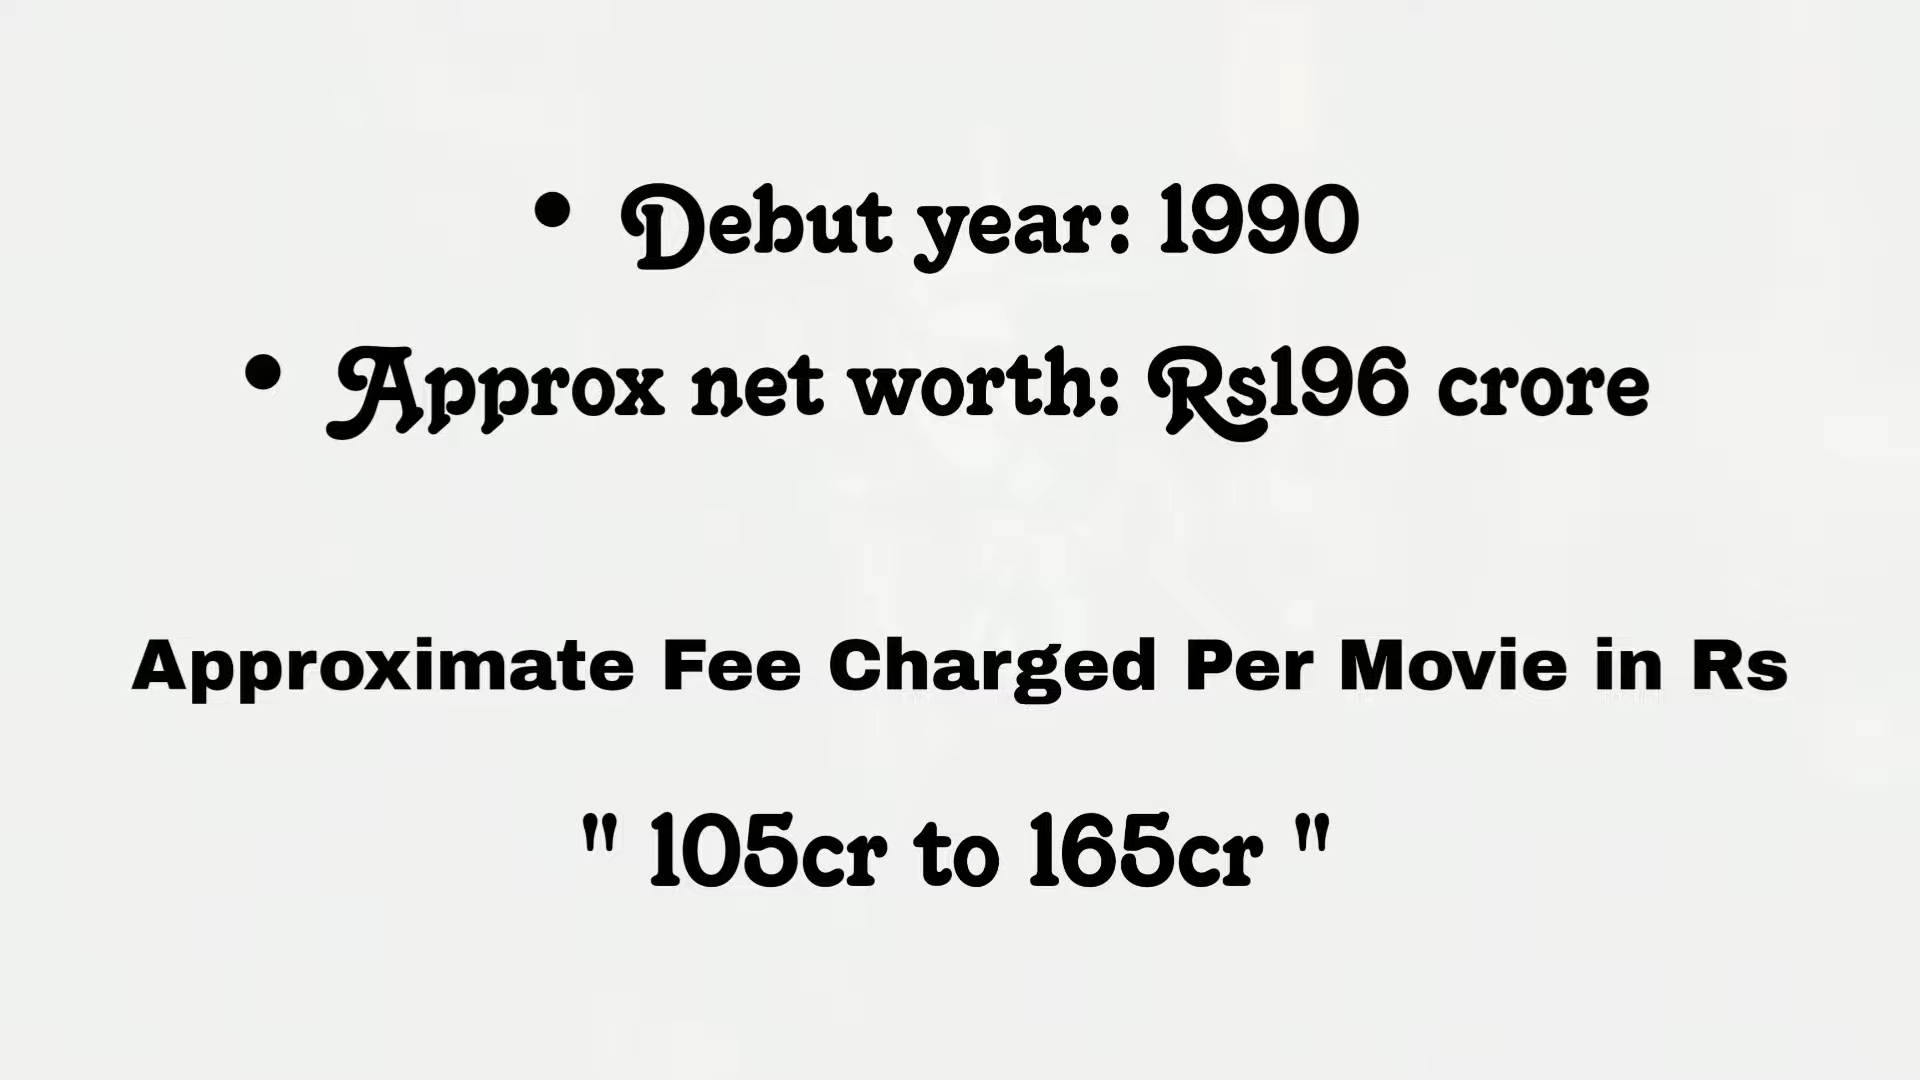 • Debut year: 1990
• Approx net worth: Rs196 crore
Approximate Fee Charged Per Movie in Rs
" 105cr to 165cr "